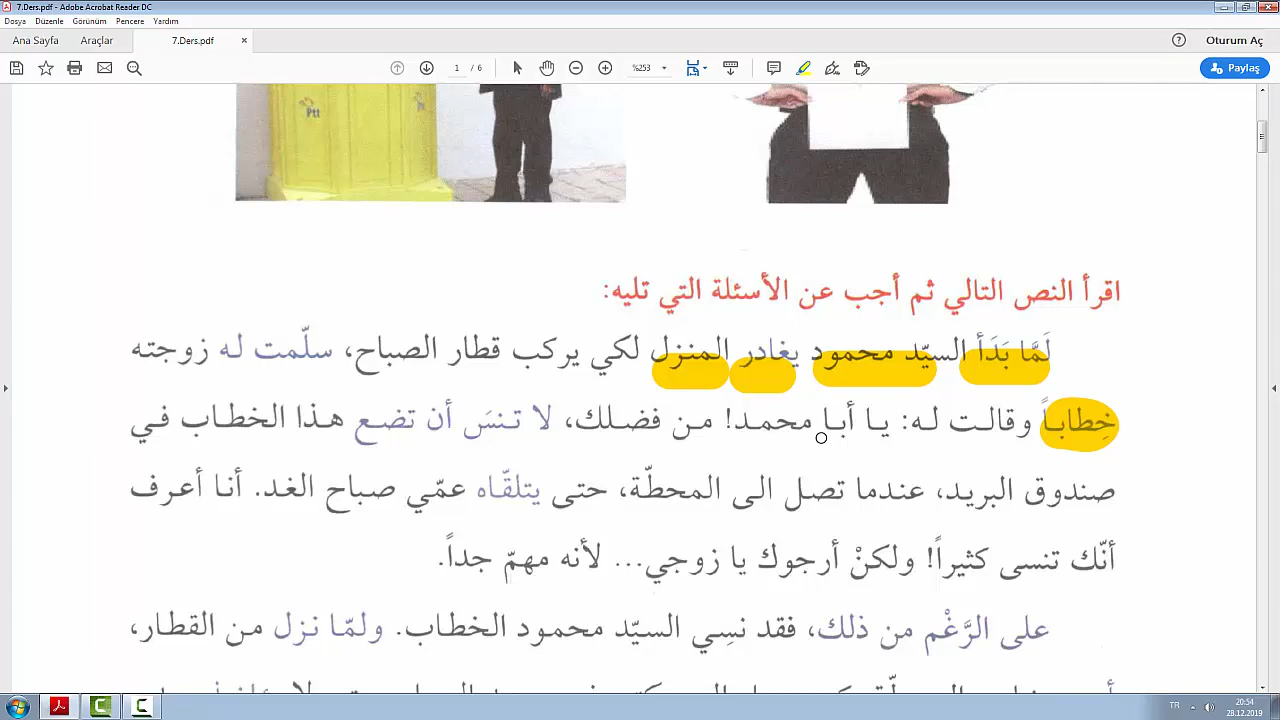 7.Ders.pdf - Adobe Acrobat Reader DC
Dosya Düzenle Görünüm Pencere Yardım
Ana Sayfa Araçlar 7.Ders.pdf × Oturum Aç
1 / 6 %253 Paylaş
Ptt
اقرأ النص التالي ثم أجب عن الأسئلة التي تليه:
لَمَّا بَدَأ السيّد محمود يغادر المنزل لكي يركب قطار الصباح، سلّمت له زوجته
خِطاباً وقالت له: يا أبا محمد! من فضلك، لا تنسَ أن تضع هذا الخطاب في
صندوق البريد، عندما تصل الى المحطّة، حتى يتلقّاه عمّي صباح الغد. أنا أعرف
أنّك تنسى كثيراً! ولكنْ أرجوك يا زوجي... لأنه مهمّ جداً.
على الرَّغْم من ذلك، فقد نسِي السيّد محمود الخطاب. ولمّا نزل من القطار،
TR 20:54
28.12.2019